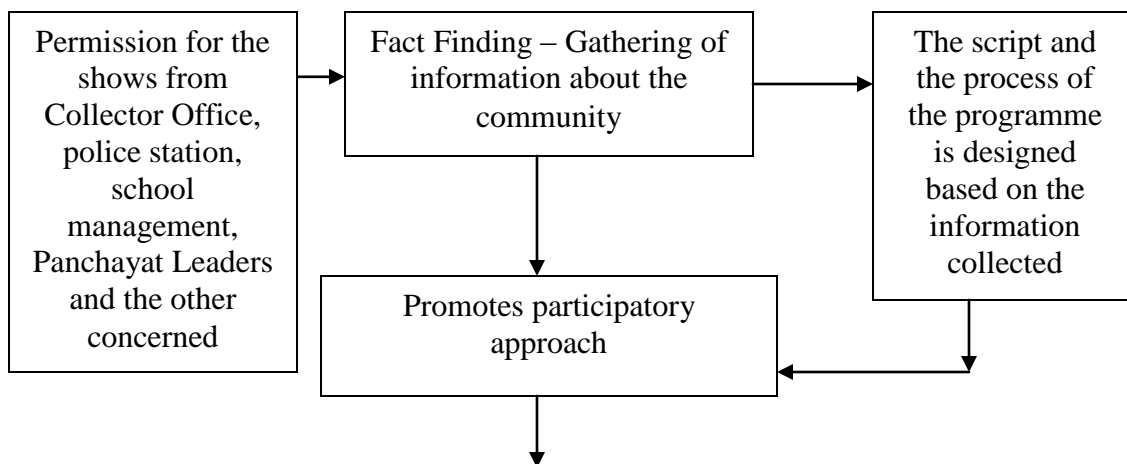 Permission for the
shows from
Collector Office,
police station,
school
management,
Panchayat Leaders
and the other
concerned
Fact Finding – Gathering of
information about the
community
The script and
the process of
the programme
is designed
based on the
information
collected
Promotes participatory
approach